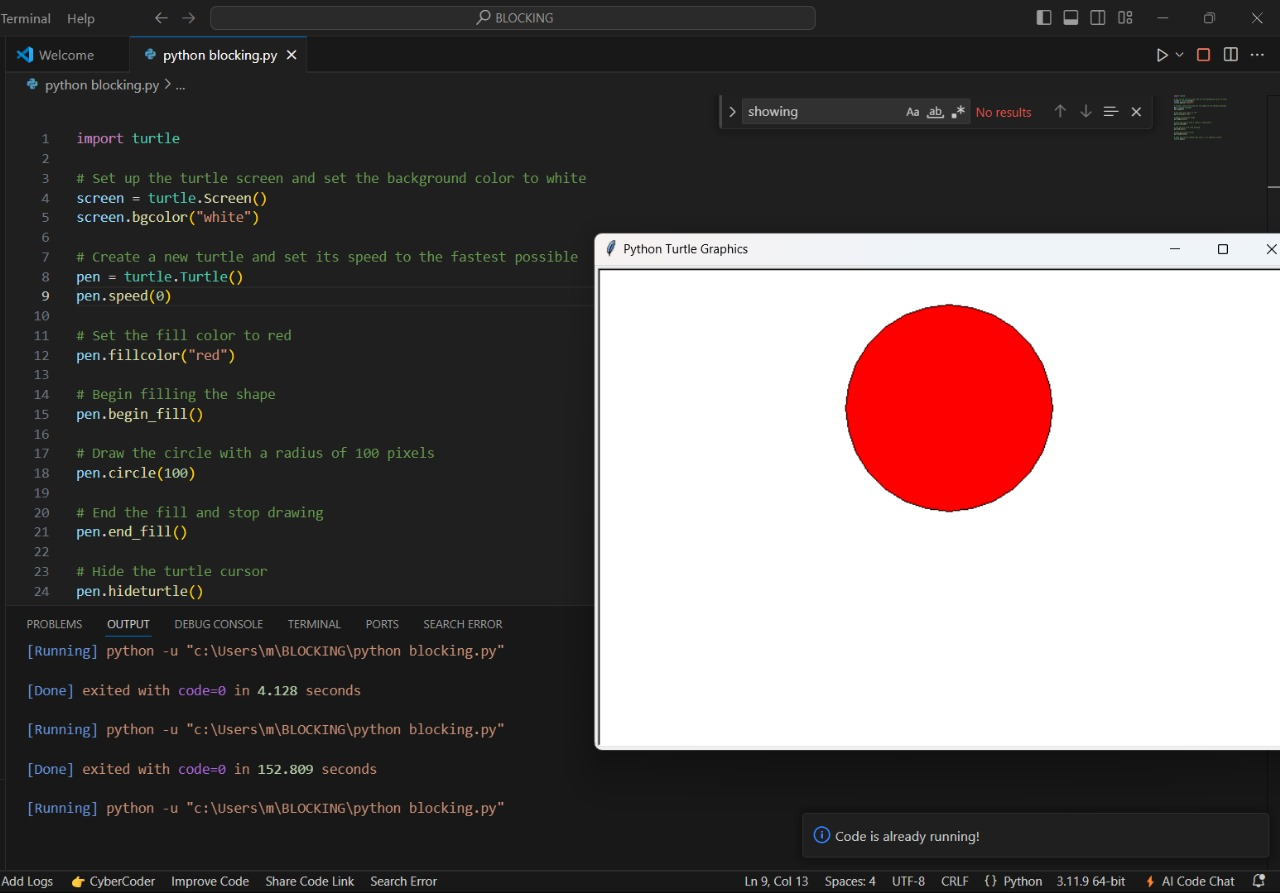 Terminal Help BLOCKING
Welcome python blocking.py
python blocking.py > ...
showing Aa ab .* No results
1 import turtle
2
3 # Set up the turtle screen and set the background color to white
4 screen = turtle.Screen()
5 screen.bgcolor("white")
6
7 # Create a new turtle and set its speed to the fastest possible
8 pen = turtle.Turtle()
9 pen.speed(0)
10
11 # Set the fill color to red
12 pen.fillcolor("red")
13
14 # Begin filling the shape
15 pen.begin_fill()
16
17 # Draw the circle with a radius of 100 pixels
18 pen.circle(100)
19
20 # End the fill and stop drawing
21 pen.end_fill()
22
23 # Hide the turtle cursor
24 pen.hideturtle()
Python Turtle Graphics
PROBLEMS OUTPUT DEBUG CONSOLE TERMINAL PORTS SEARCH ERROR
[Running] python -u "c:\Users\m\BLOCKING\python blocking.py"
[Done] exited with code=0 in 4.128 seconds
[Running] python -u "c:\Users\m\BLOCKING\python blocking.py"
[Done] exited with code=0 in 152.809 seconds
[Running] python -u "c:\Users\m\BLOCKING\python blocking.py"
Code is already running!
Add Logs 👉 CyberCoder Improve Code Share Code Link Search Error Ln 9, Col 13 Spaces: 4 UTF-8 CRLF {} Python 3.11.9 64-bit AI Code Chat